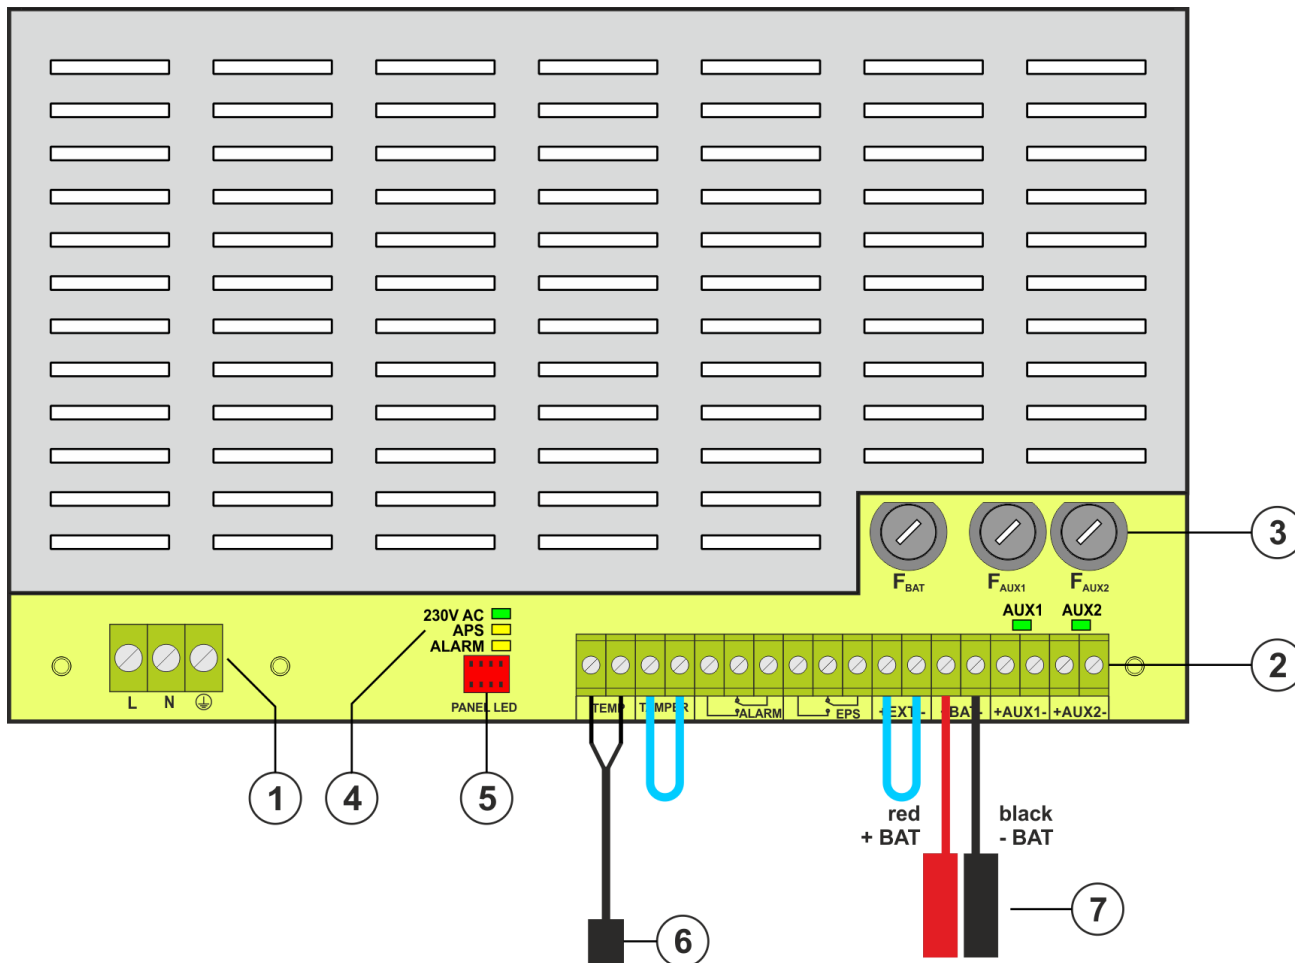 3
F BAT
F AUX1
F AUX2
AUX1 AUX2
230V AC
APS
ALARM
2
L N
PANEL LED
TEMP TAMPER ALARM EPS +EXT- +BAT- +AUX1- +AUX2-
1
4
5
red
+ BAT
black
- BAT
7
6